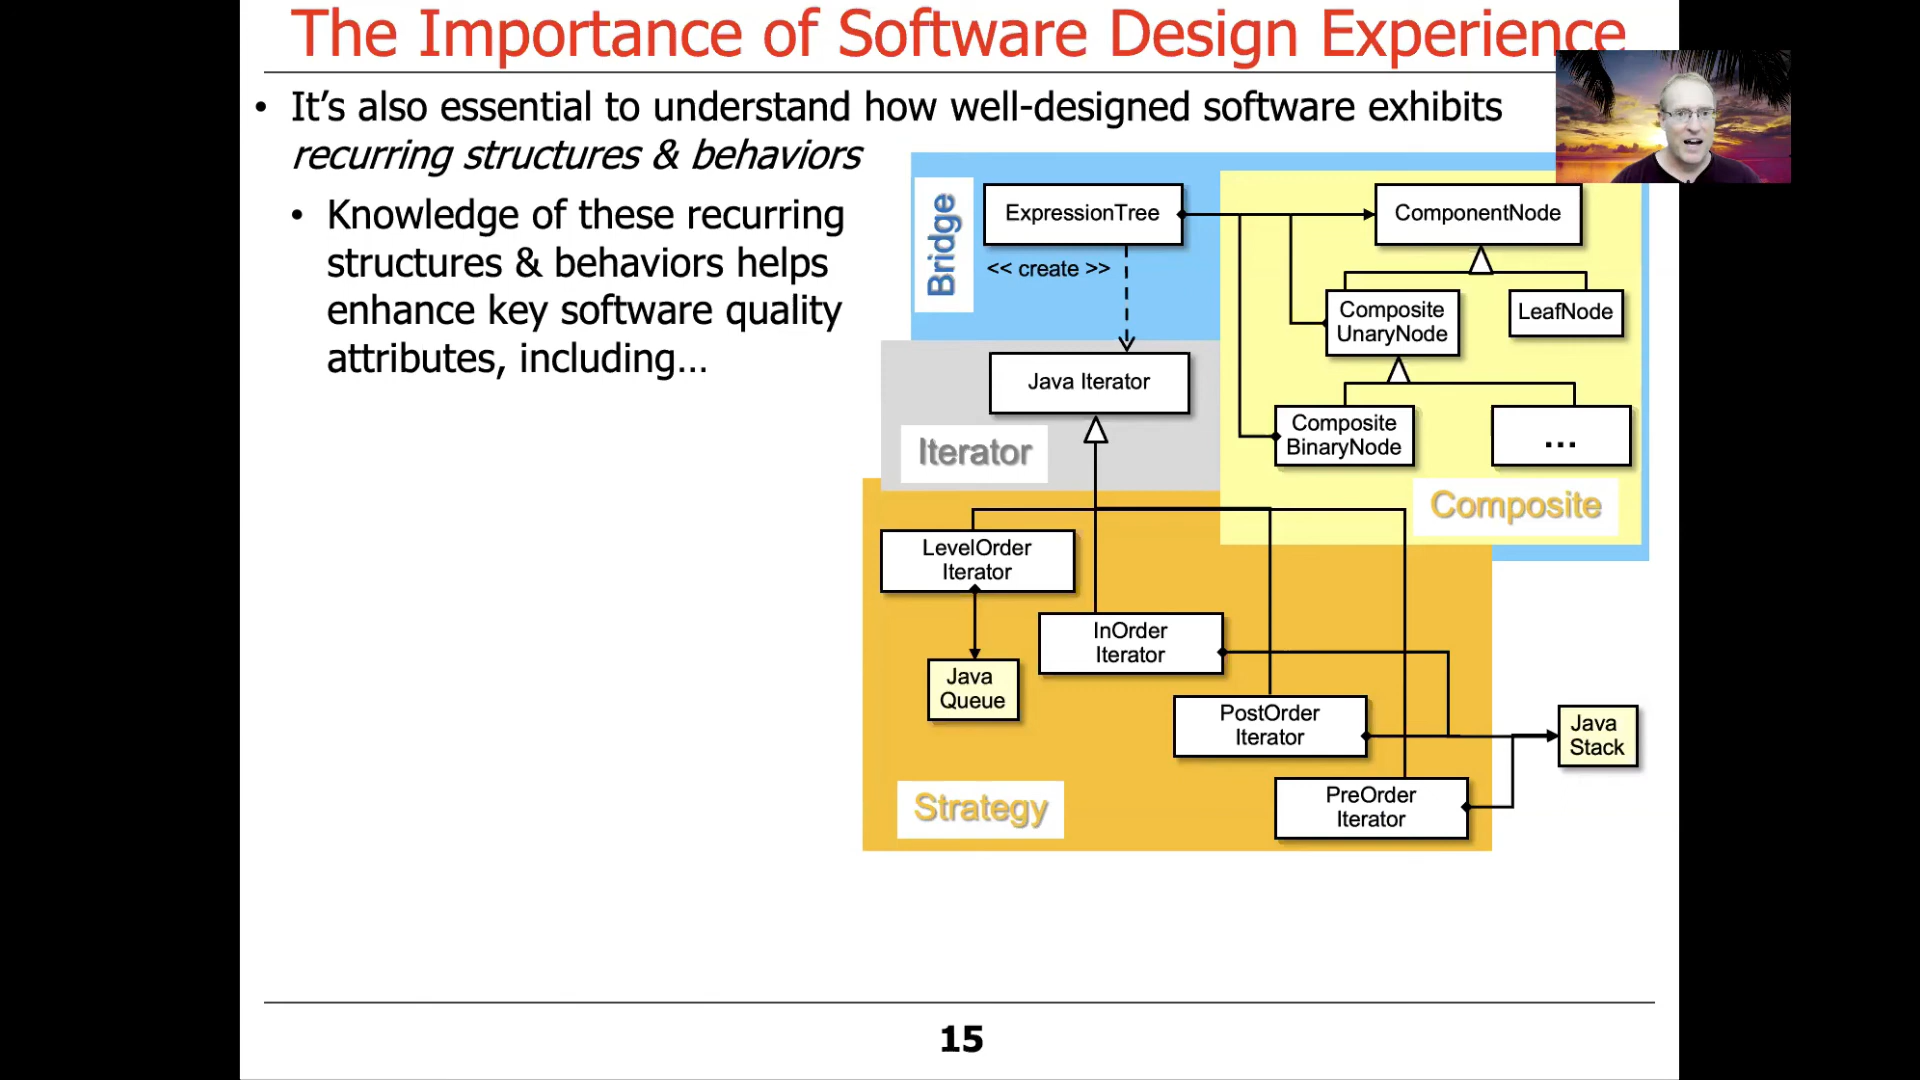 The Importance of Software Design Experience
• It’s also essential to understand how well-designed software exhibits
recurring structures & behaviors
• Knowledge of these recurring
structures & behaviors helps
enhance key software quality
attributes, including…
Bridge
ExpressionTree
<< create >>
ComponentNode
Composite
UnaryNode
LeafNode
Java Iterator
Iterator
Composite
BinaryNode
...
Composite
LevelOrder
Iterator
InOrder
Iterator
Java
Queue
PostOrder
Iterator
Java
Stack
PreOrder
Iterator
Strategy
15